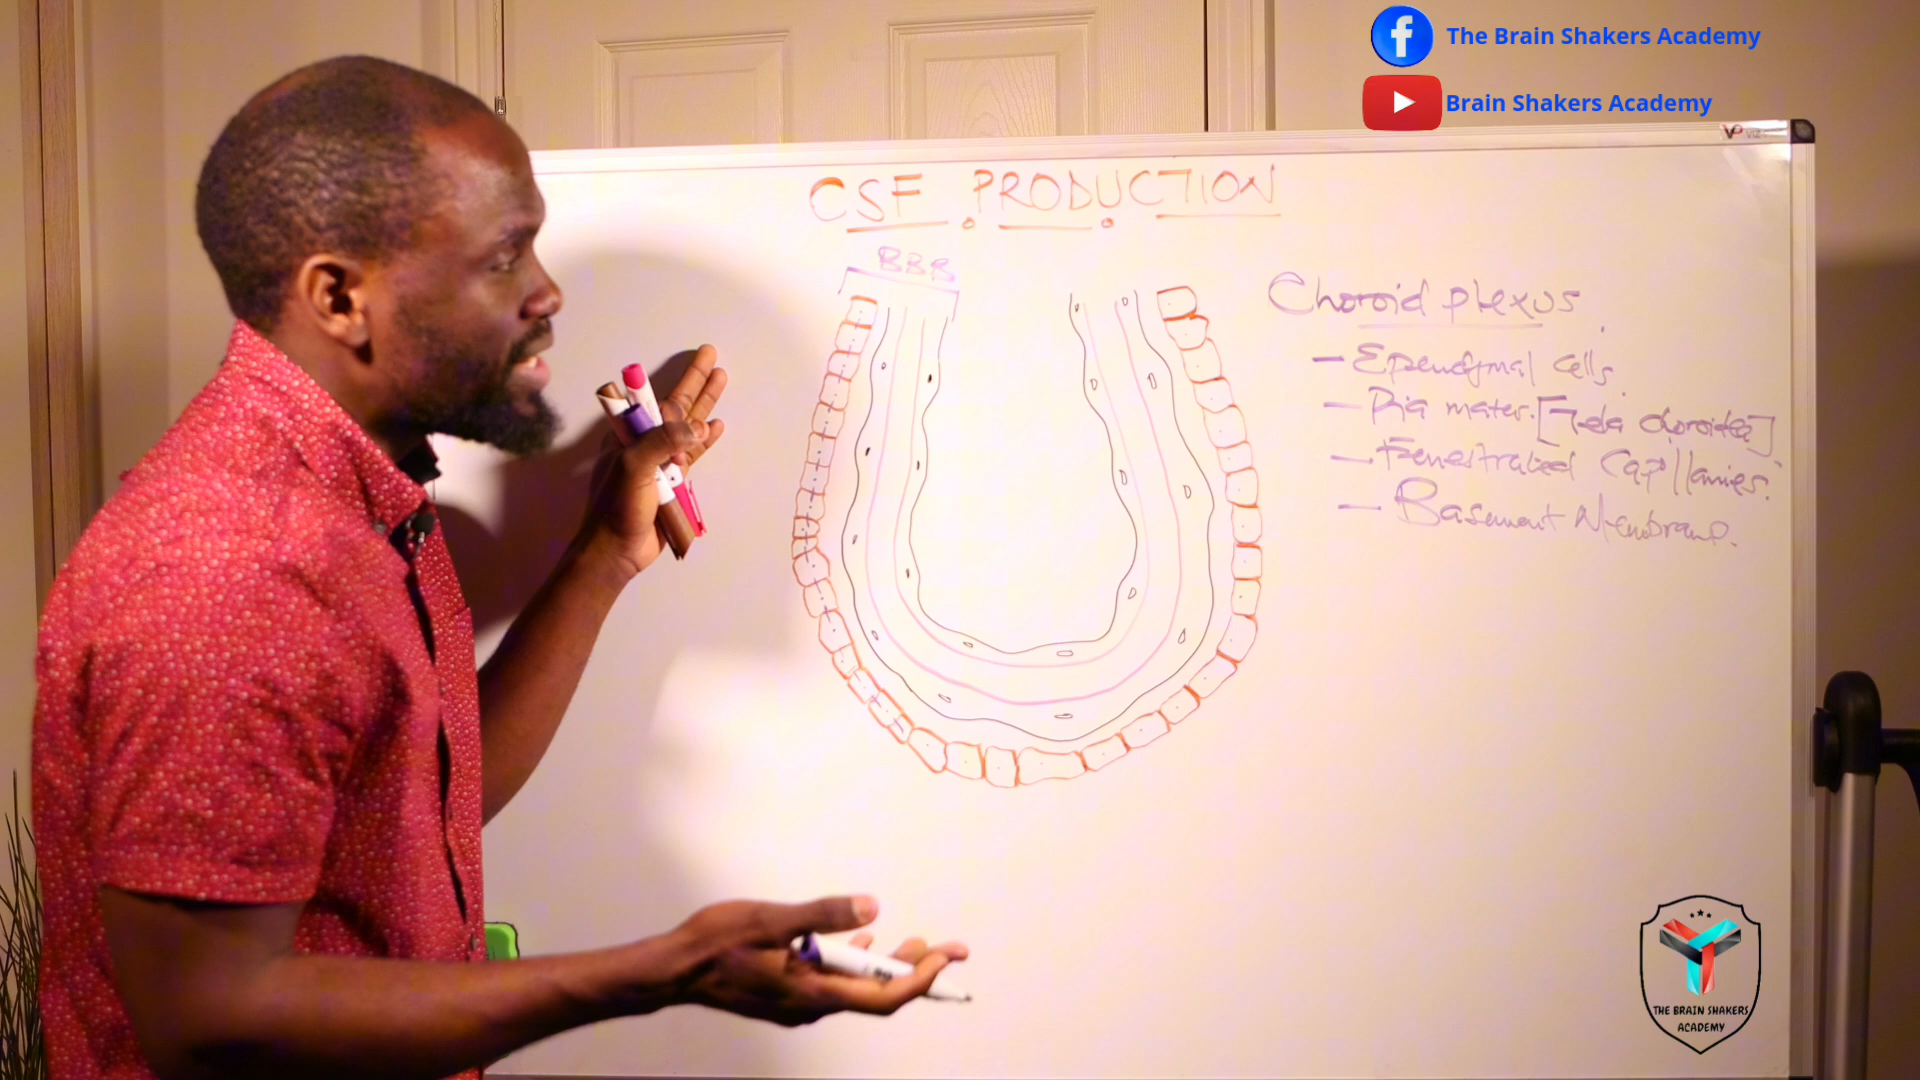 The Brain Shakers Academy
Brain Shakers Academy
CSF PRODUCTION
BBB
Choroid plexus
- Ependymal cells
- Pia mater. [Tela choroidea]
- Fenestrated Capillaries.
- Basement Membrane.
THE BRAIN SHAKERS
ACADEMY